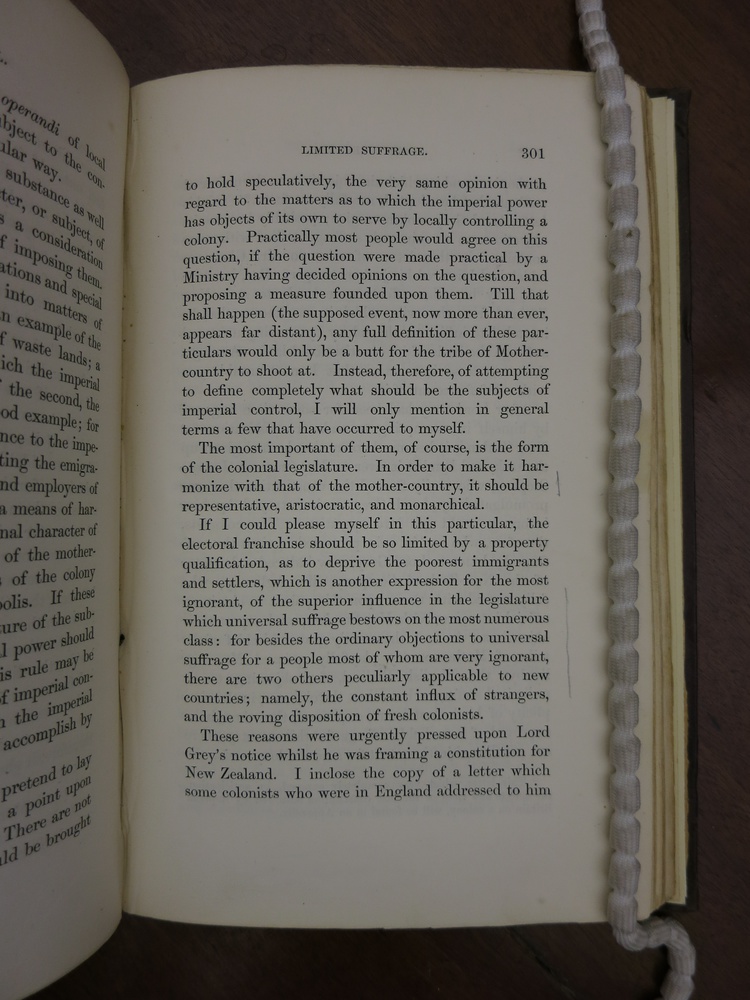 operandi of local
bject to the con-
ular way.
substance as well
ter, or subject, of
s a consideration
f imposing them.
ations and special
into matters of
n example of the
f waste lands; a
ich the imperial
the second, the
od example; for
nce to the impe-
ting the emigra-
nd employers of
a means of har-
nal character of
of the mother-
s of the colony
polis. If these
ure of the sub-
l power should
is rule may be
f imperial con-
n the imperial
accomplish by
pretend to lay
a point upon
There are not
ld be brought
LIMITED SUFFRAGE. 301
to hold speculatively, the very same opinion with
regard to the matters as to which the imperial power
has objects of its own to serve by locally controlling a
colony. Practically most people would agree on this
question, if the question were made practical by a
Ministry having decided opinions on the question, and
proposing a measure founded upon them. Till that
shall happen (the supposed event, now more than ever,
appears far distant), any full definition of these par-
ticulars would only be a butt for the tribe of Mother-
country to shoot at. Instead, therefore, of attempting
to define completely what should be the subjects of
imperial control, I will only mention in general
terms a few that have occurred to myself.
The most important of them, of course, is the form
of the colonial legislature. In order to make it har-
monize with that of the mother-country, it should be
representative, aristocratic, and monarchical.
If I could please myself in this particular, the
electoral franchise should be so limited by a property
qualification, as to deprive the poorest immigrants
and settlers, which is another expression for the most
ignorant, of the superior influence in the legislature
which universal suffrage bestows on the most numerous
class: for besides the ordinary objections to universal
suffrage for a people most of whom are very ignorant,
there are two others peculiarly applicable to new
countries; namely, the constant influx of strangers,
and the roving disposition of fresh colonists.
These reasons were urgently pressed upon Lord
Grey's notice whilst he was framing a constitution for
New Zealand. I inclose the copy of a letter which
some colonists who were in England addressed to him